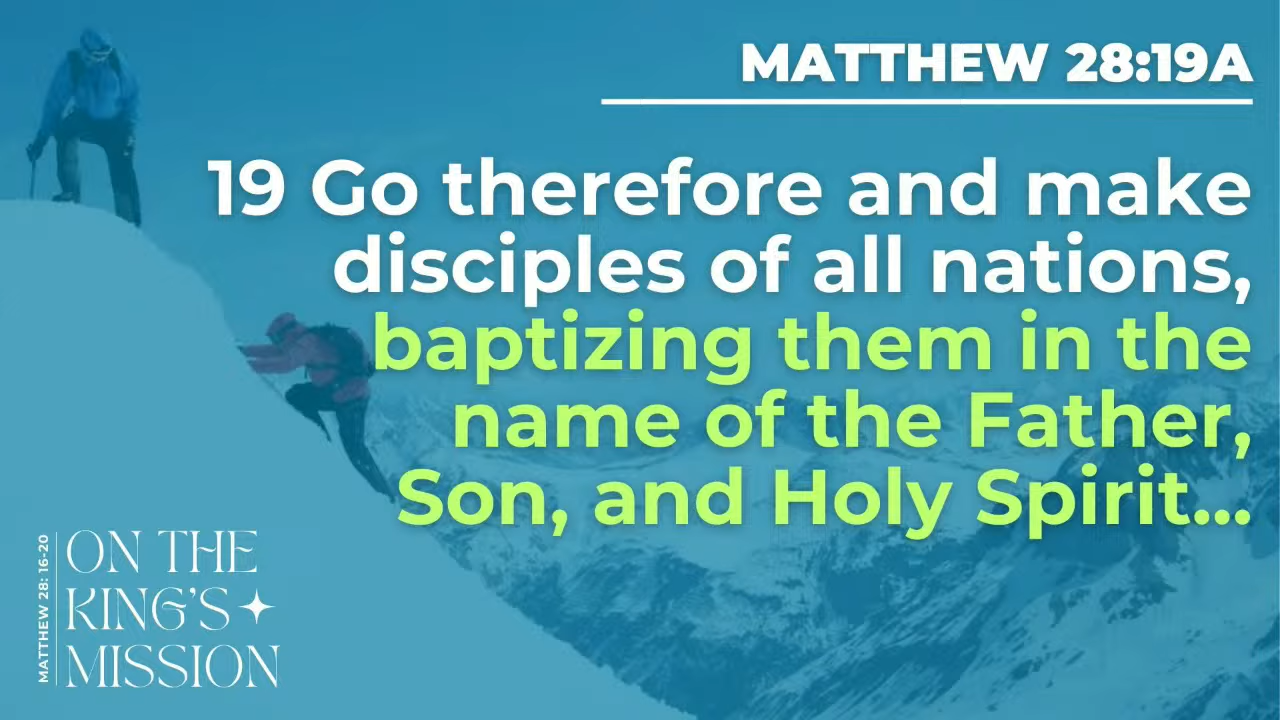 MATTHEW 28:19A
19 Go therefore and make
disciples of all nations,
baptizing them in the
name of the Father,
Son, and Holy Spirit...
MATTHEW 28: 16-20
ON THE
KING'S
MISSION